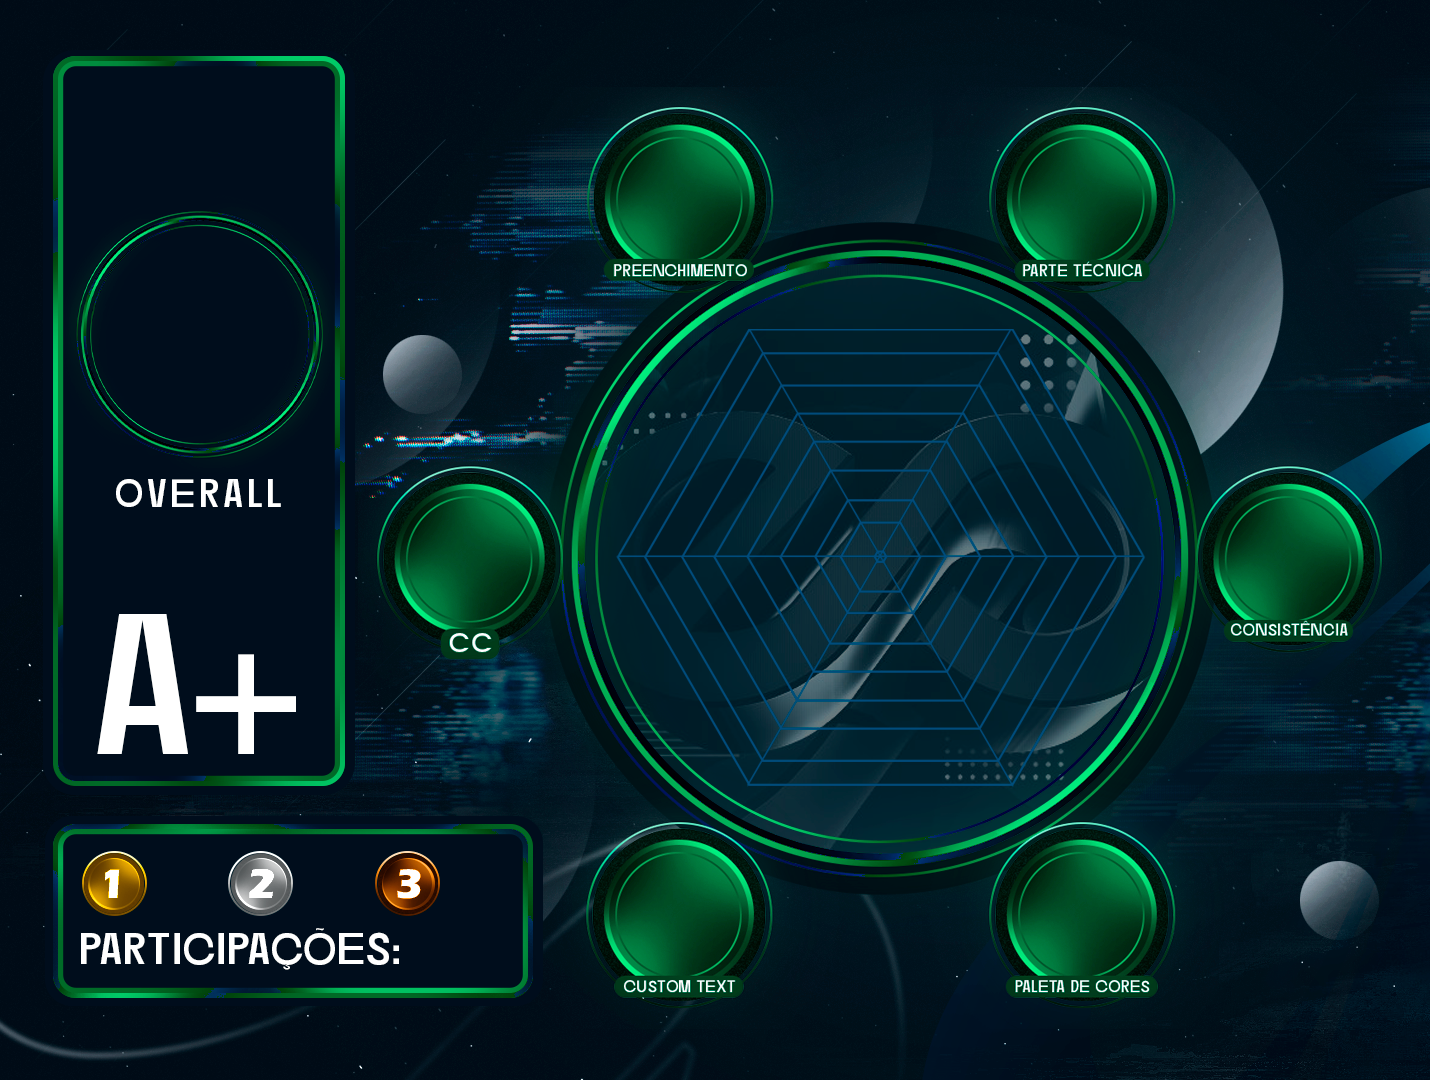 OVERALL
A+
1 2 3
PARTICIPAÇÕES:
PREENCHIMENTO
PARTE TÉCNICA
CC
CONSISTÊNCIA
CUSTOM TEXT
PALETA DE CORES